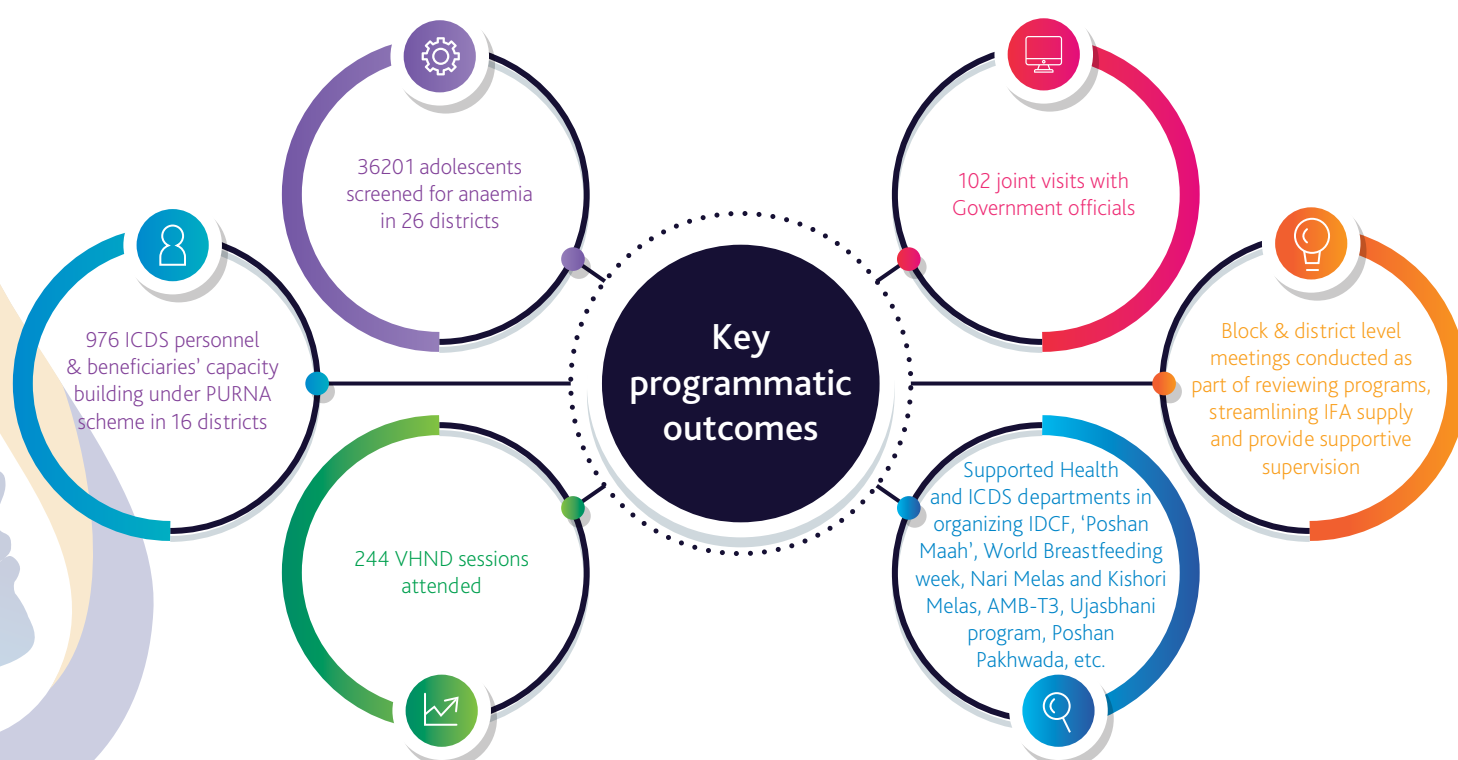 36201 adolescents
screened for anaemia
in 26 districts
102 joint visits with
Government officials
976 ICDS personnel
& beneficiaries’ capacity
building under PURNA
scheme in 16 districts
Key
programmatic
outcomes
Block & district level
meetings conducted as
part of reviewing programs,
streamlining IFA supply
and provide supportive
supervision
244 VHND sessions
attended
Supported Health
and ICDS departments in
organizing IDCF, ‘Poshan
Maah’, World Breastfeeding
week, Nari Melas and Kishori
Melas, AMB-T3, Ujasbhani
program, Poshan
Pakhwada, etc.